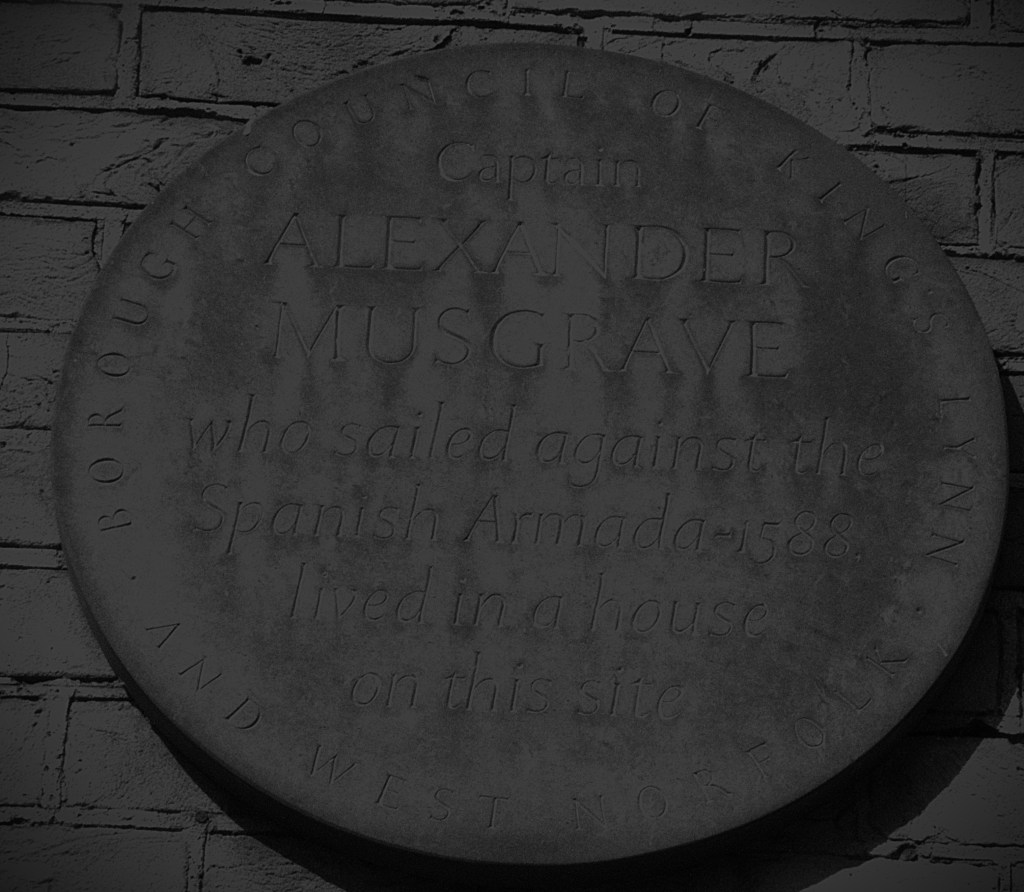 BOROUGH COUNCIL OF KING'S LYNN
Captain
ALEXANDER
MUSGRAVE
who sailed against the
Spanish Armada-1588,
lived in a house
on this site
AND WEST NORFOLK